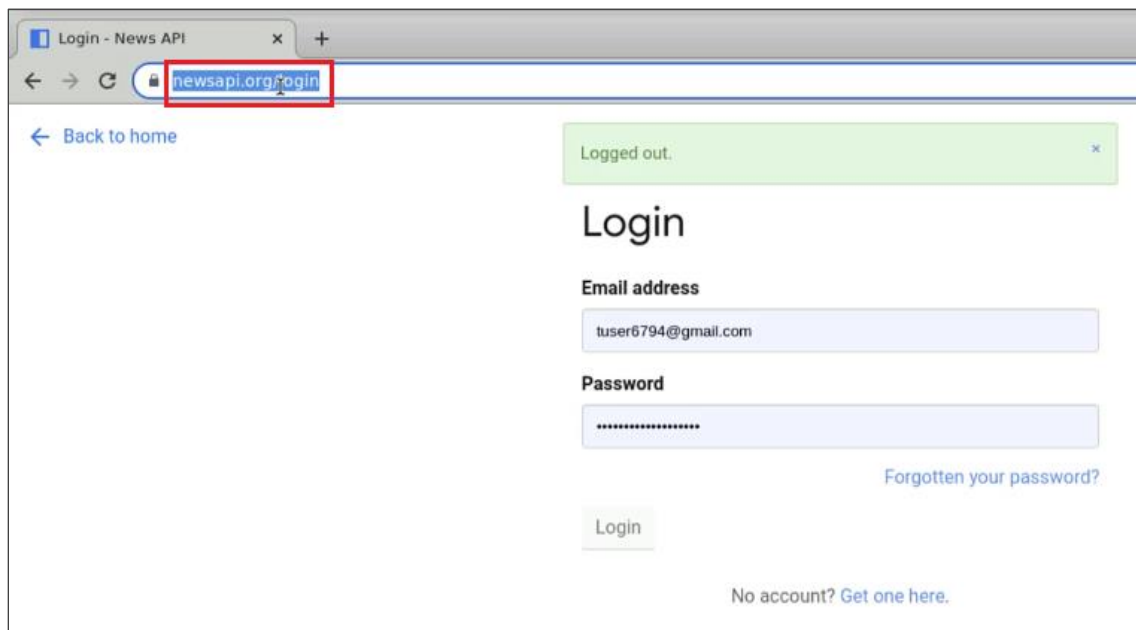 Login - News API
newsapi.org/login
Back to home
Logged out.
Login
Email address
tuser6794@gmail.com
Password
••••••••••••••••••••
Forgotten your password?
Login
No account? Get one here.